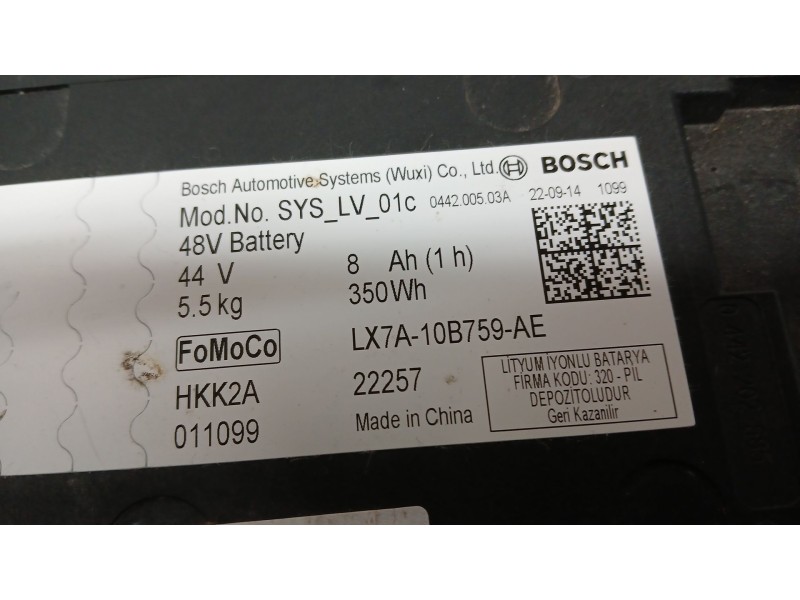 Bosch Automotive Systems (Wuxi) Co., Ltd. BOSCH
Mod.No. SYS_LV_01c 0442.005.03A 22-09-14 1099
48V Battery
44 V 8 Ah (1 h)
5.5 kg 350Wh
FoMoCo LX7A-10B759-AE
HKK2A 22257
011099 Made in China
LİTYUM İYONLU BATARYA
FİRMA KODU: 320 - PIL
DEPOZİTOLUDUR
Geri Kazanilir